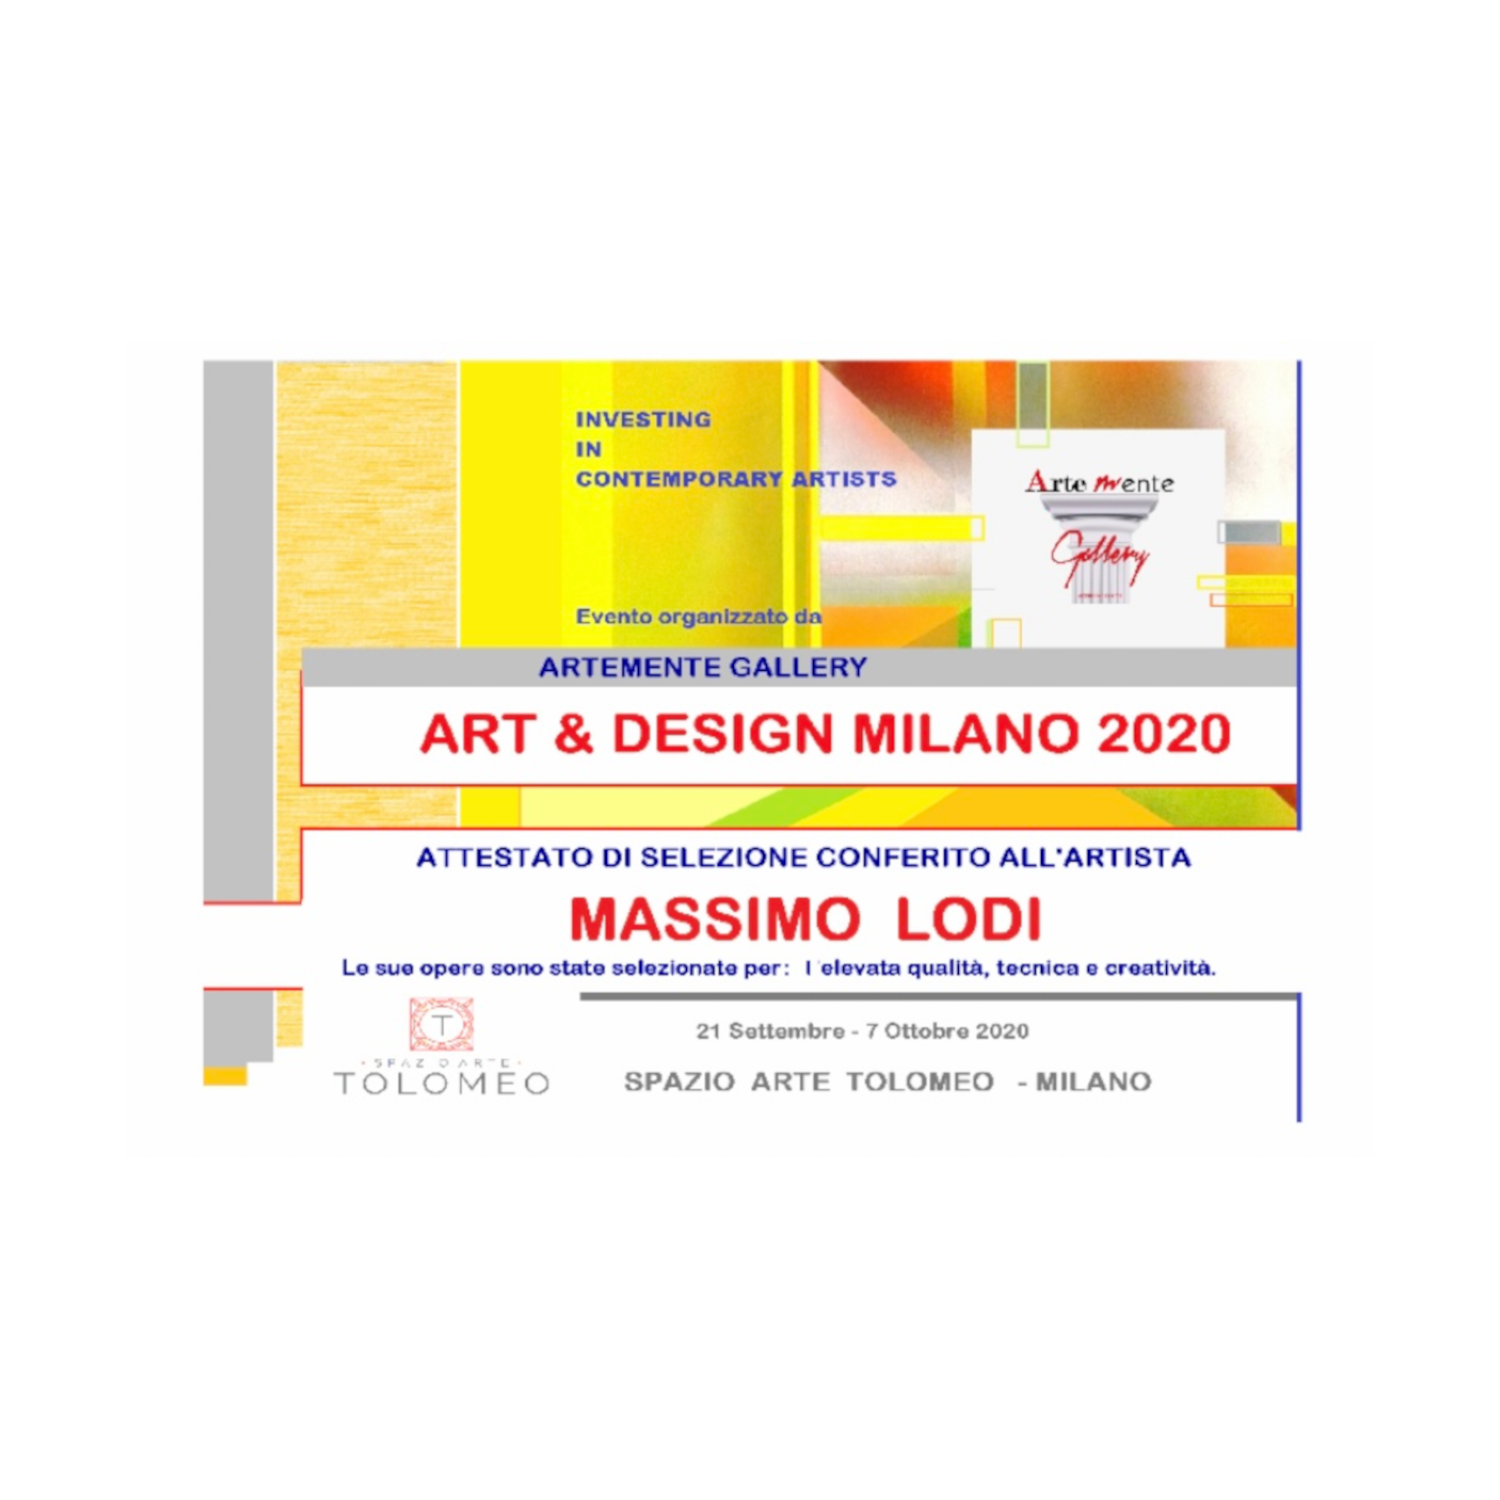 INVESTING
IN
CONTEMPORARY ARTISTS
Arte mente
Gallery
Evento organizzato da
ARTEMENTE GALLERY
ART & DESIGN MILANO 2020
ATTESTATO DI SELEZIONE CONFERITO ALL'ARTISTA
MASSIMO LODI
Le sue opere sono state selezionate per: l'elevata qualità, tecnica e creatività.
21 Settembre - 7 Ottobre 2020
T
SPAZIO ARTE
TOLOMEO
SPAZIO ARTE TOLOMEO - MILANO